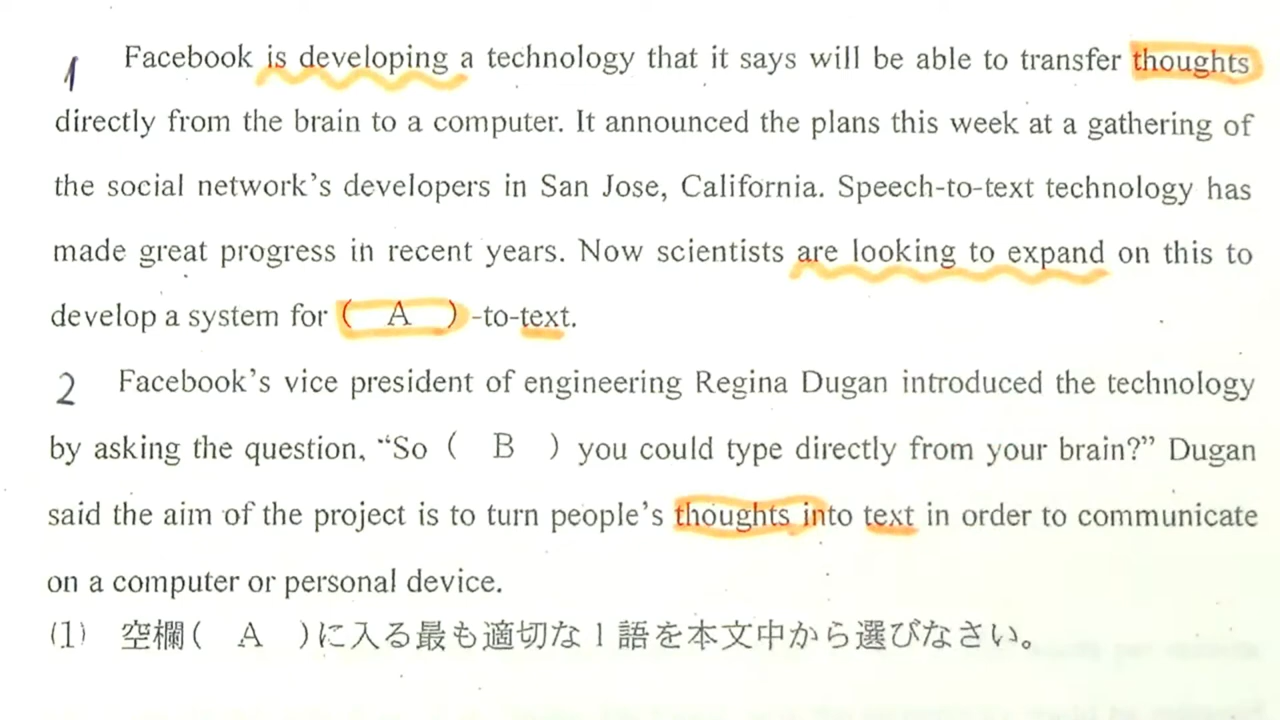 1 Facebook is developing a technology that it says will be able to transfer thoughts
directly from the brain to a computer. It announced the plans this week at a gathering of
the social network's developers in San Jose, California. Speech-to-text technology has
made great progress in recent years. Now scientists are looking to expand on this to
develop a system for ( A ) -to-text.
2 Facebook's vice president of engineering Regina Dugan introduced the technology
by asking the question, “So ( B ) you could type directly from your brain?” Dugan
said the aim of the project is to turn people's thoughts into text in order to communicate
on a computer or personal device.
(1) 空欄( A )に入る最も適切な1語を本文中から選びなさい。